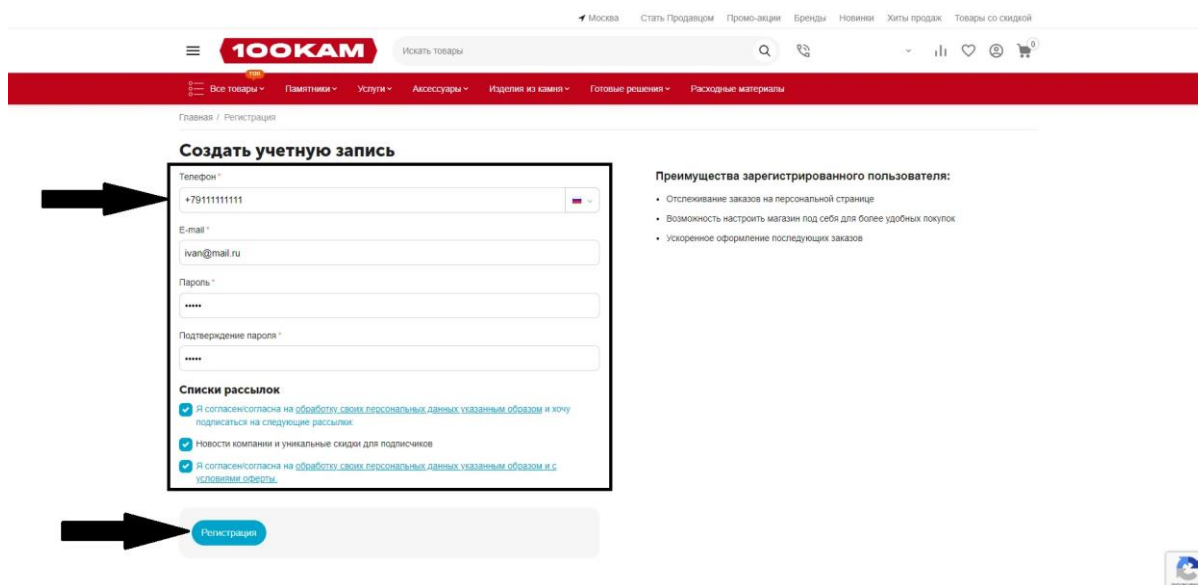 Москва Стать Продавцом Промо-акции Бренды Новинки Хиты продаж Товары со скидкой
100КАМ Искать товары 0
ТОП
Все товары Памятники Услуги Аксессуары Изделия из камня Готовые решения Расходные материалы
Главная / Регистрация
Создать учетную запись
Телефон *
+79111111111
E-mail *
ivan@mail.ru
Пароль *
•••••
Подтверждение пароля *
•••••
Списки рассылок
Я согласен/согласна на обработку своих персональных данных указанным образом и хочу
подписаться на следующие рассылки:
Новости компании и уникальные скидки для подписчиков
Я согласен/согласна на обработку своих персональных данных указанным образом и с
условиями оферты.
Регистрация
Преимущества зарегистрированного пользователя:
• Отслеживание заказов на персональной странице
• Возможность настроить магазин под себя для более удобных покупок
• Ускоренное оформление последующих заказов